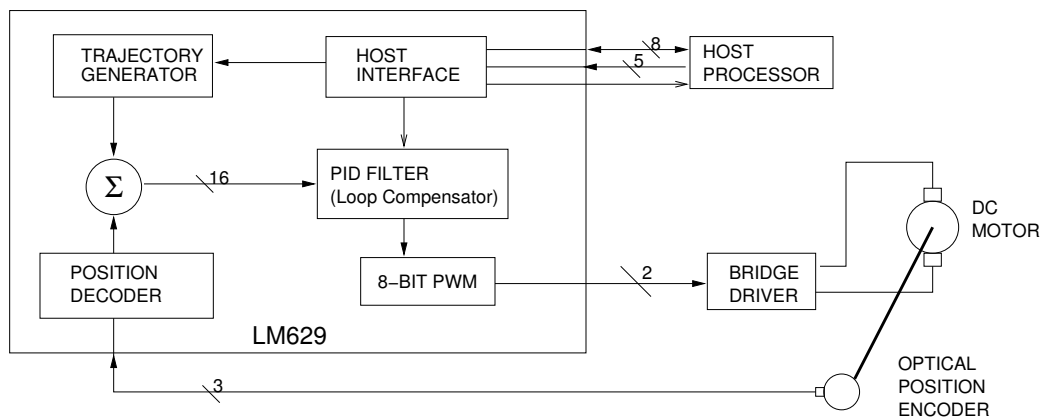 TRAJECTORY
GENERATOR
HOST
INTERFACE
8
5
HOST
PROCESSOR
Σ
16
PID FILTER
(Loop Compensator)
DC
MOTOR
POSITION
DECODER
8−BIT PWM
2
BRIDGE
DRIVER
LM629
3
OPTICAL
POSITION
ENCODER